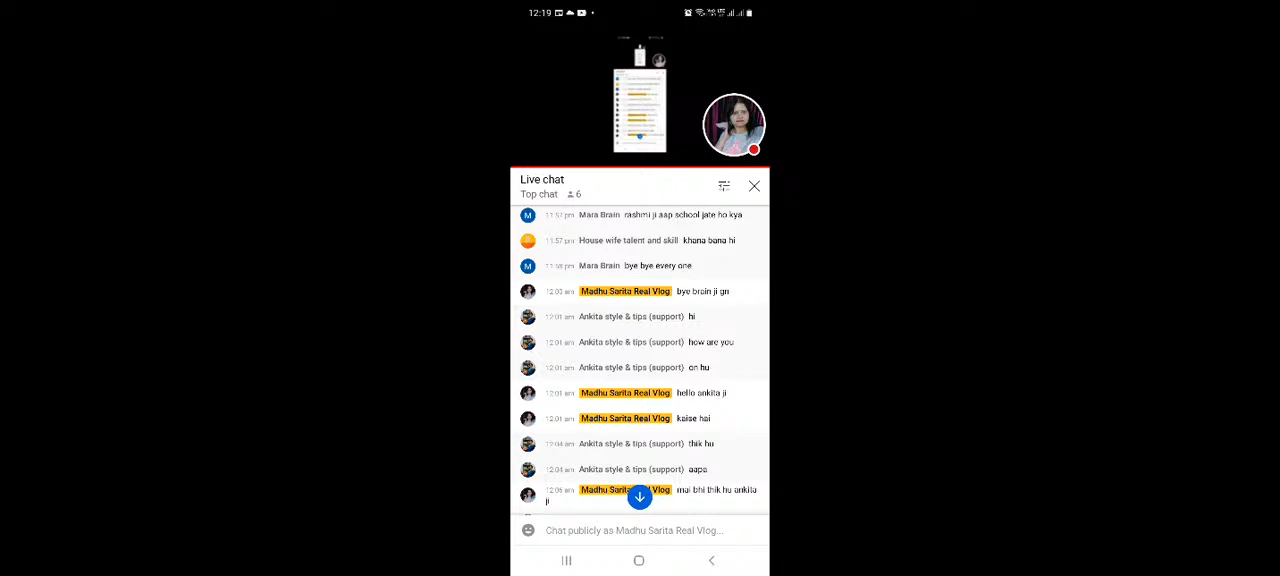 12:19
Live chat
Top chat 6
M 11:57 pm Mara Brain rashmi ji aap school jate ho kya
11:57 pm House wife talent and skill khana bana hi
M 11:58 pm Mara Brain bye bye every one
Madhu Sarita Real Vlog bye brain ji gn
12:01 am Ankita style & tips (support) hi
12:01 am Ankita style & tips (support) how are you
12:01 am Ankita style & tips (support) on hu
12:01 am Madhu Sarita Real Vlog hello ankita ji
12:01 am Madhu Sarita Real Vlog kaise hai
12:04 am Ankita style & tips (support) thik hu
12:04 am Ankita style & tips (support) aapa
12:06 am Madhu Sarita Real Vlog mai bhi thik hu ankita
ji
Chat publicly as Madhu Sarita Real Vlog...